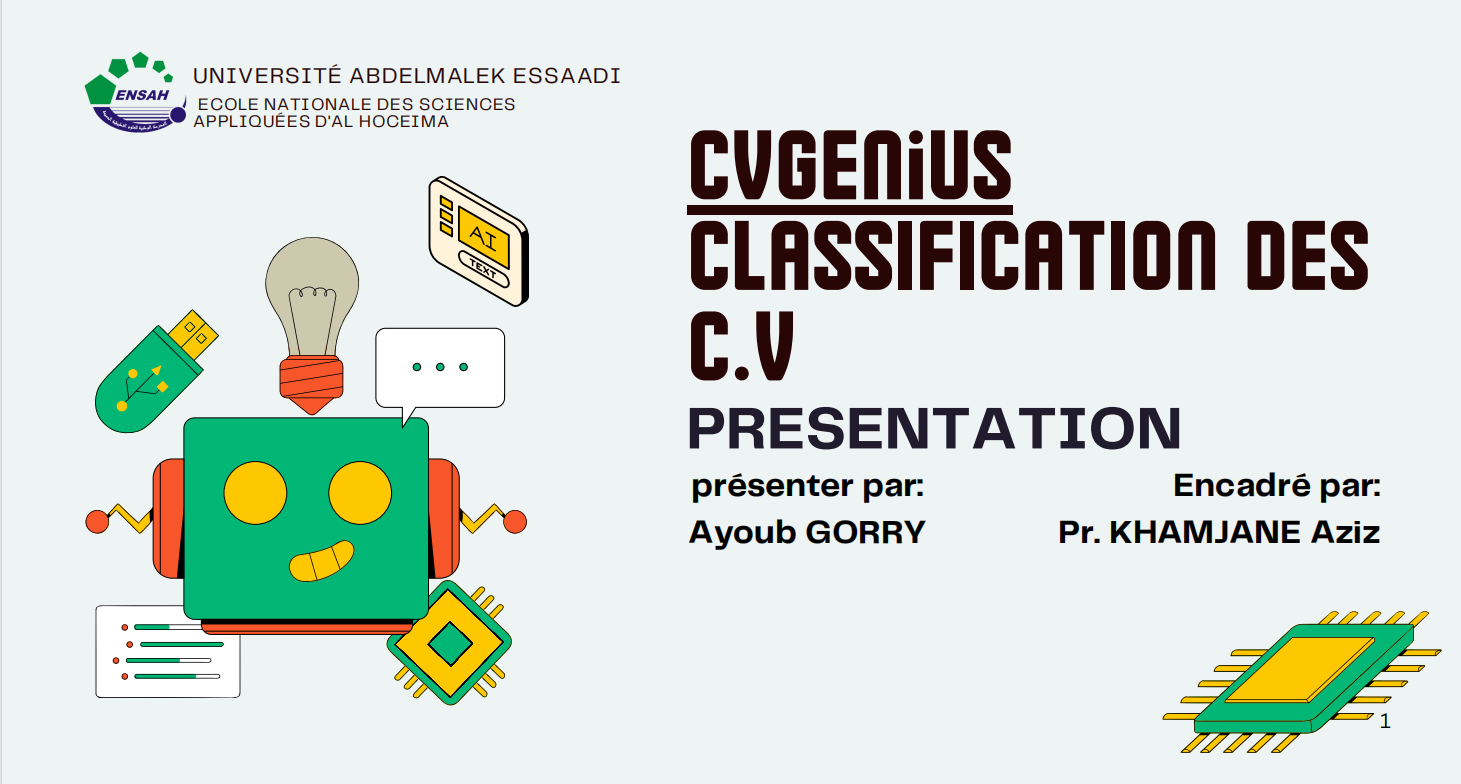 ENSAH
UNIVERSITÉ ABDELMALEK ESSAADI
ECOLE NATIONALE DES SCIENCES
APPLIQUÉES D'AL HOCEIMA
CVGENiUS
CLASSIFICATION DES
C.V
PRESENTATION
présenter par:
Ayoub GORRY
Encadré par:
Pr. KHAMJANE Aziz
AI
TEXT
1